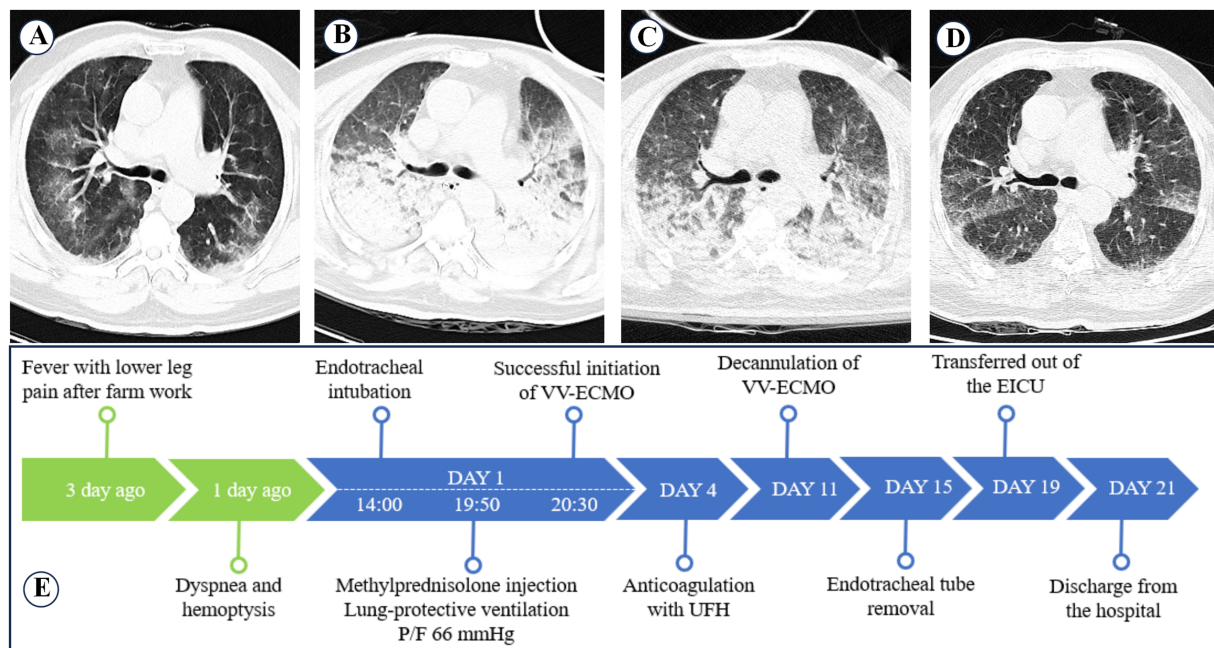 A
B
C
D
Fever with lower leg
pain after farm work
Endotracheal
intubation
Successful initiation
of VV-ECMO
Decannulation of
VV-ECMO
Transferred out of
the EICU
3 day ago
1 day ago
DAY 1
14:00
19:50
20:30
DAY 4
DAY 11
DAY 15
DAY 19
DAY 21
E
Dyspnea and
hemoptysis
Methylprednisolone injection
Lung-protective ventilation
P/F 66 mmHg
Anticoagulation
with UFH
Endotracheal tube
removal
Discharge from
the hospital